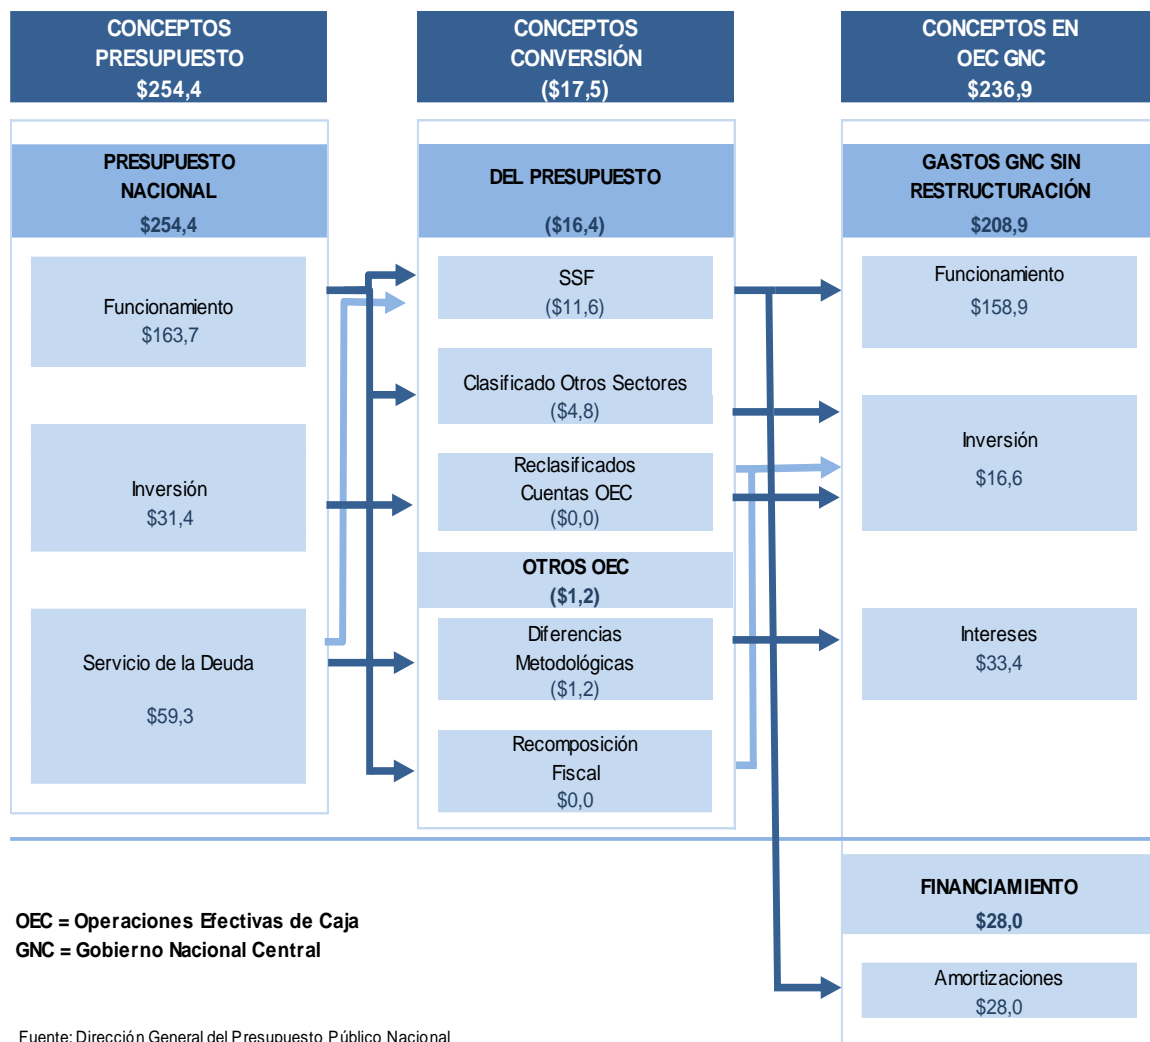 CONCEPTOS
PRESUPUESTO
$254,4
CONCEPTOS
CONVERSIÓN
($17,5)
CONCEPTOS EN
OEC GNC
$236,9
PRESUPUESTO
NACIONAL
$254,4
Funcionamiento
$163,7
Inversión
$31,4
Servicio de la Deuda
$59,3
DEL PRESUPUESTO
($16,4)
SSF
($11,6)
Clasificado Otros Sectores
($4,8)
Reclasificados
Cuentas OEC
($0,0)
OTROS OEC
($1,2)
Diferencias
Metodológicas
($1,2)
Recomposición
Fiscal
$0,0
GASTOS GNC SIN
RESTRUCTURACIÓN
$208,9
Funcionamiento
$158,9
Inversión
$16,6
Intereses
$33,4
FINANCIAMIENTO
$28,0
Amortizaciones
$28,0
OEC = Operaciones Efectivas de Caja
GNC = Gobierno Nacional Central
Fuente: Dirección General del Presupuesto Público Nacional